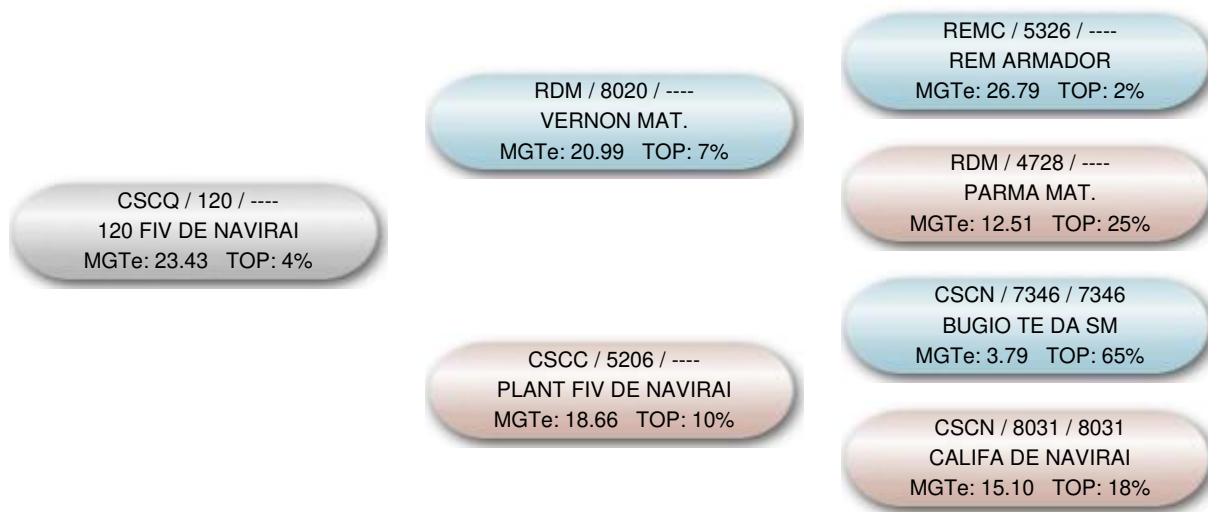 CSCQ / 120 / ----
120 FIV DE NAVIRAI
MGTe: 23.43 TOP: 4%
RDM / 8020 / ----
VERNON MAT.
MGTe: 20.99 TOP: 7%
CSCC / 5206 / ----
PLANT FIV DE NAVIRAI
MGTe: 18.66 TOP: 10%
REMC / 5326 / ----
REM ARMADOR
MGTe: 26.79 TOP: 2%
RDM / 4728 / ----
PARMA MAT.
MGTe: 12.51 TOP: 25%
CSCN / 7346 / 7346
BUGIO TE DA SM
MGTe: 3.79 TOP: 65%
CSCN / 8031 / 8031
CALIFA DE NAVIRAI
MGTe: 15.10 TOP: 18%